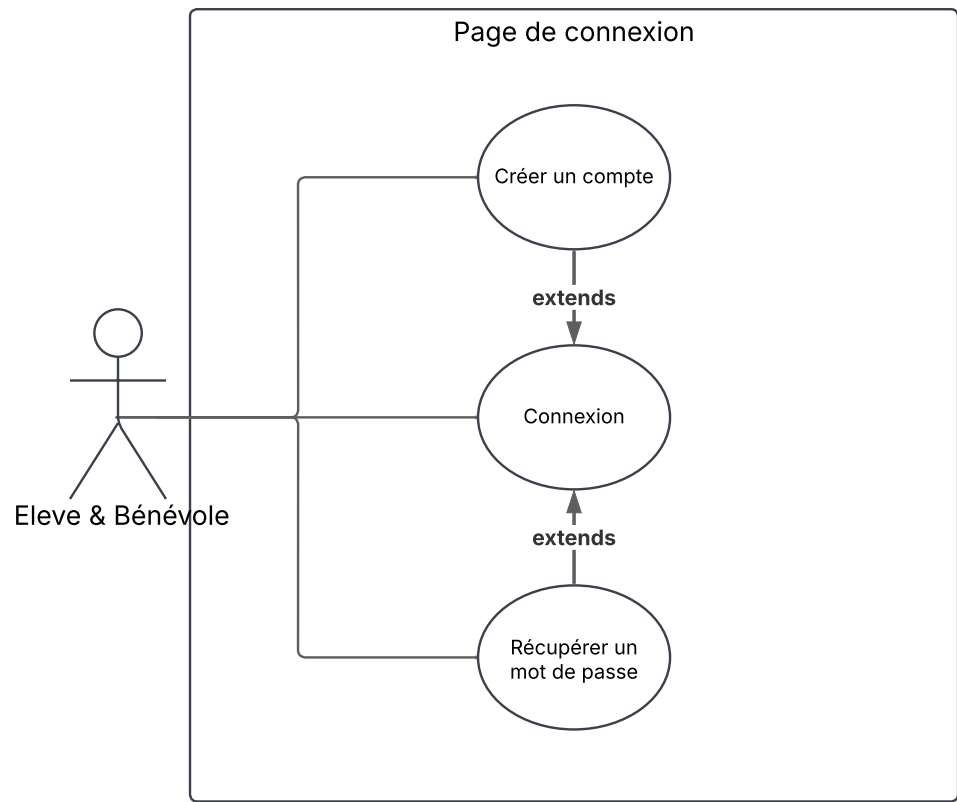 Page de connexion
Créer un compte
extends
Connexion
Eleve & Bénévole
extends
Récupérer un
mot de passe